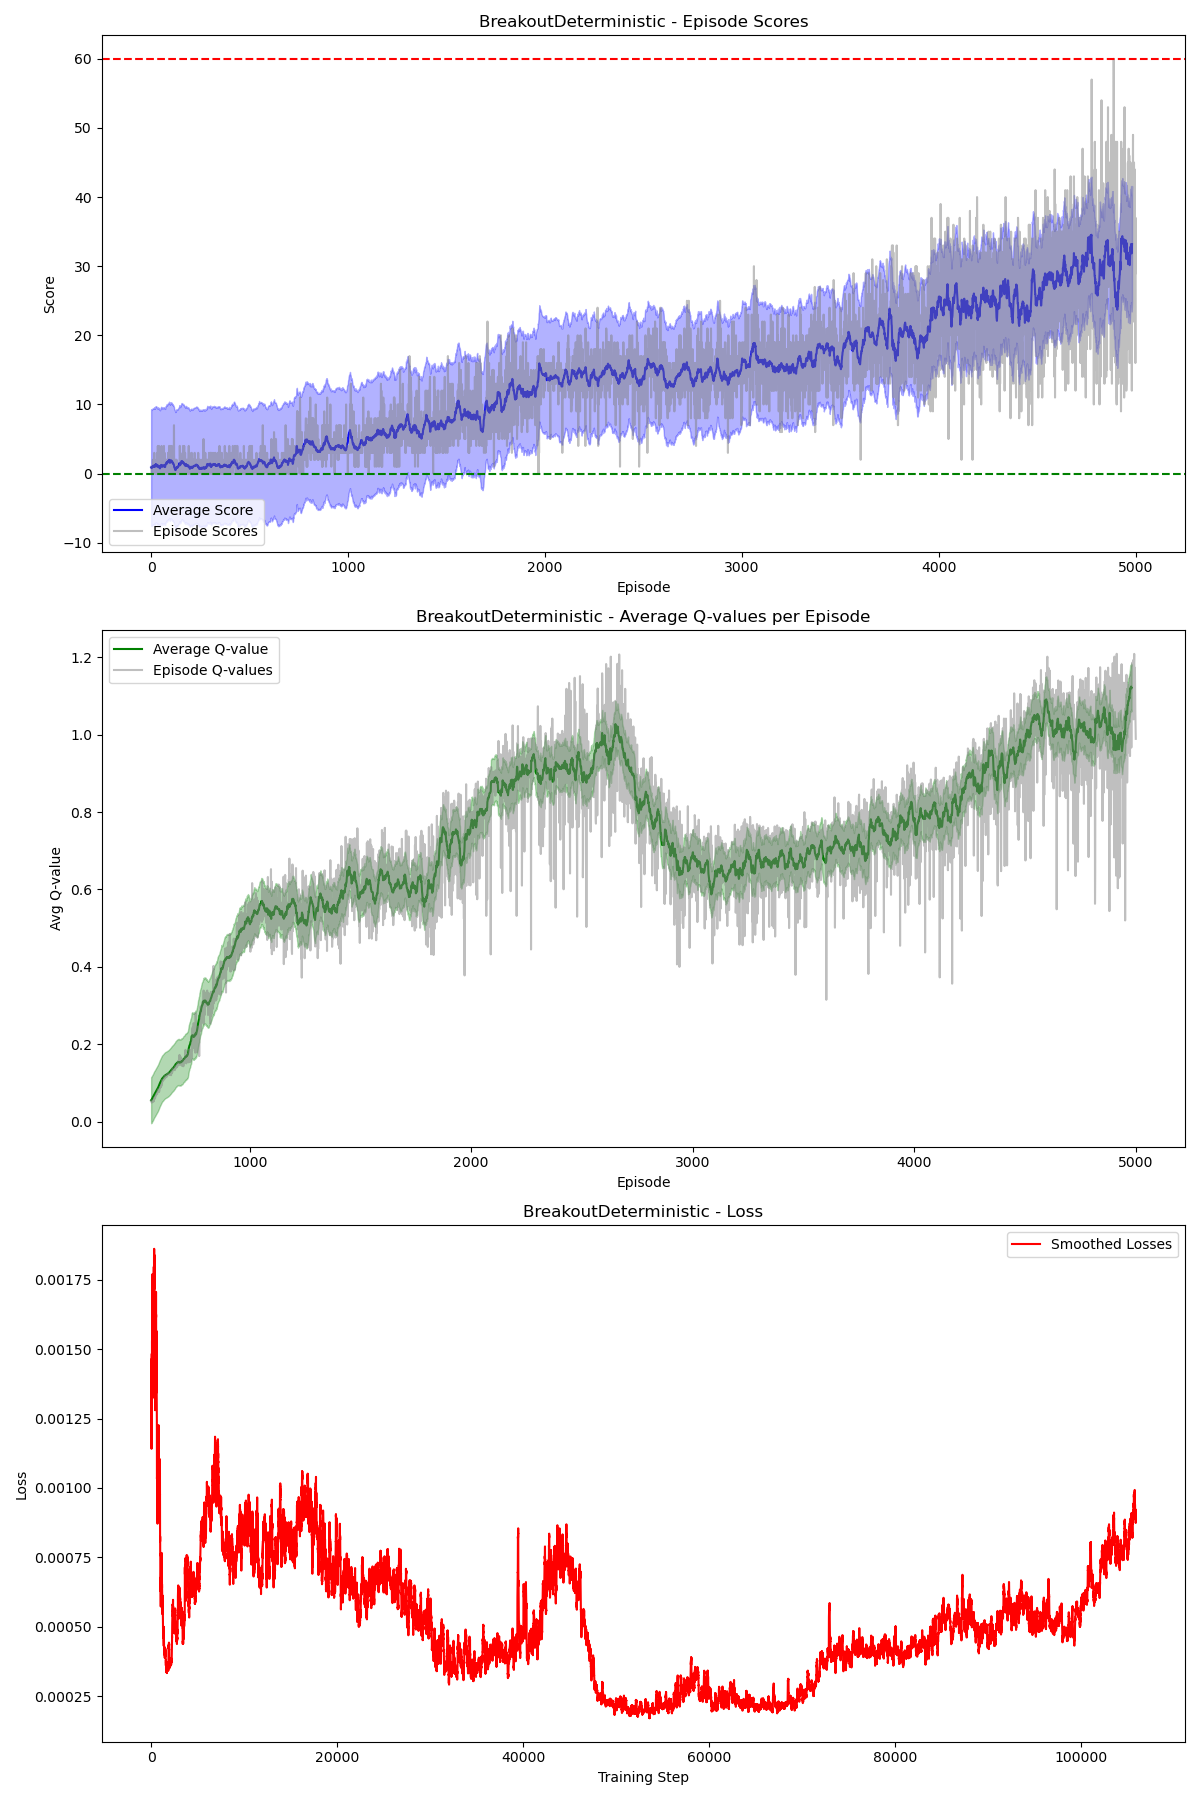 BreakoutDeterministic - Episode Scores
60
50
40
30
20
10
0
−10
Score
Average Score
Episode Scores
0 1000 2000 3000 4000 5000
Episode
BreakoutDeterministic - Average Q-values per Episode
Average Q-value
Episode Q-values
1.2
1.0
0.8
0.6
0.4
0.2
0.0
Avg Q-value
1000 2000 3000 4000 5000
Episode
BreakoutDeterministic - Loss
Smoothed Losses
0.00175
0.00150
0.00125
0.00100
0.00075
0.00050
0.00025
Loss
0 20000 40000 60000 80000 100000
Training Step